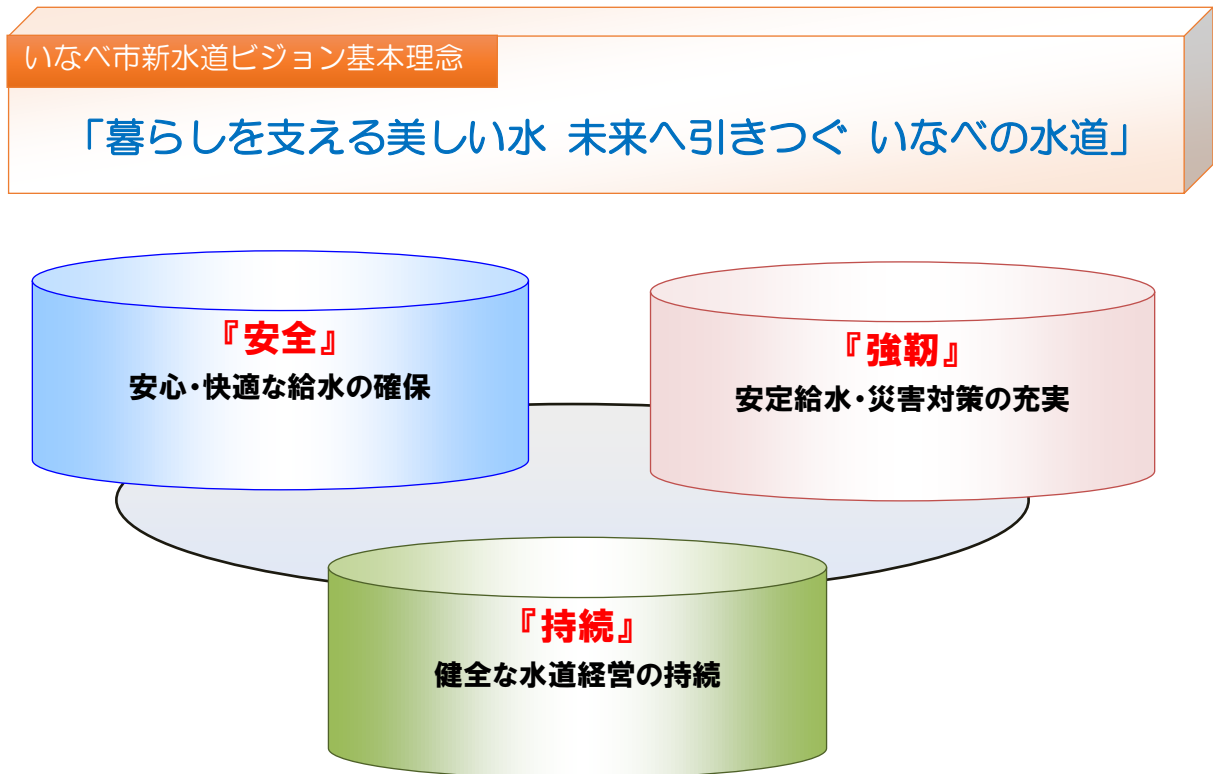 いなべ市新水道ビジョン基本理念
「暮らしを支える美しい水 未来へ引きつぐ いなべの水道」
『安全』
安心・快適な給水の確保
『強靭』
安定給水・災害対策の充実
『持続』
健全な水道経営の持続